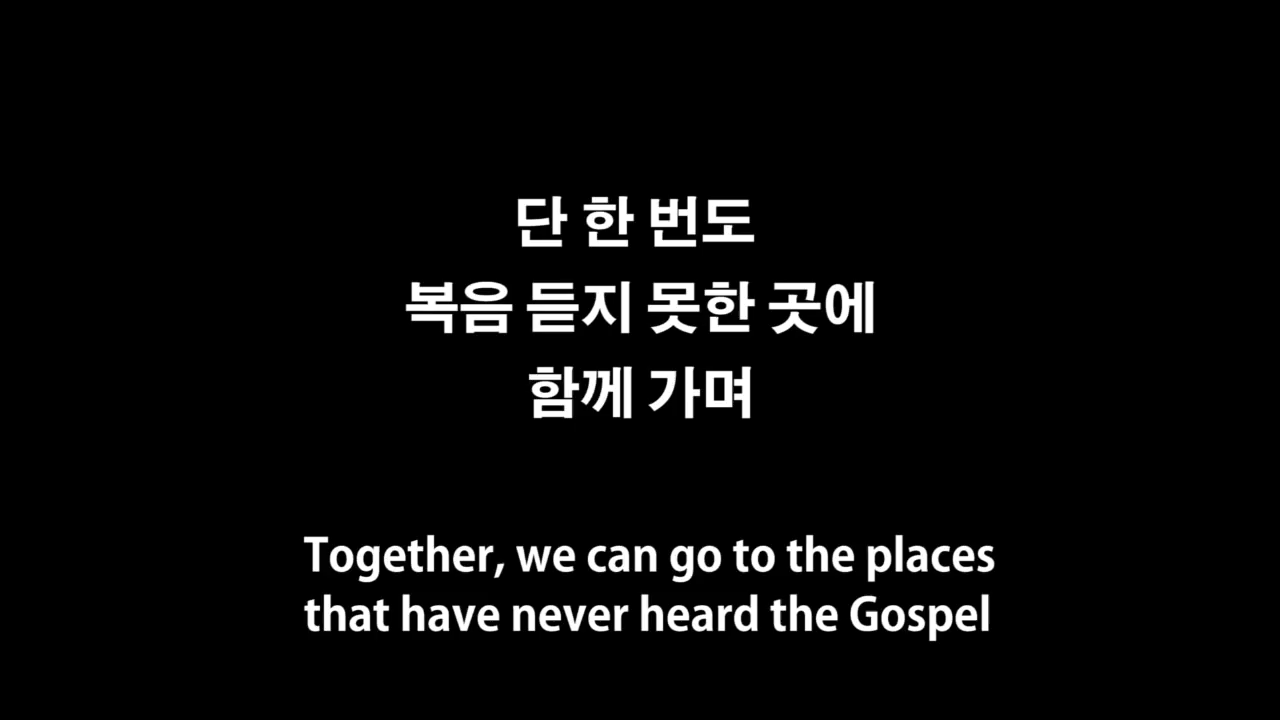 단 한 번도
복음 듣지 못한 곳에
함께 가며
Together, we can go to the places
that have never heard the Gospel